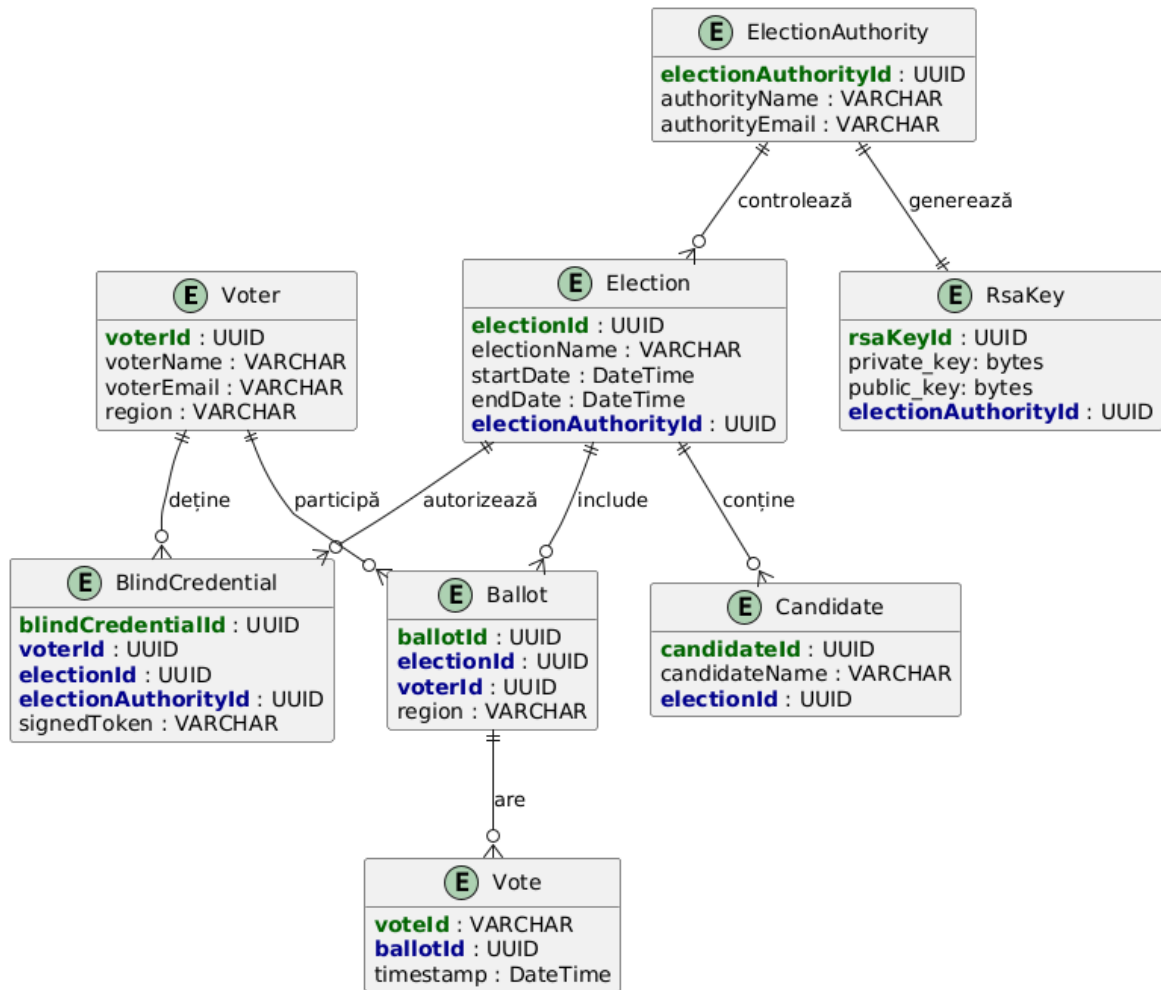 E ElectionAuthority
electionAuthorityId : UUID
authorityName : VARCHAR
authorityEmail : VARCHAR
controlează
generează
E Voter
voterId : UUID
voterName : VARCHAR
voterEmail : VARCHAR
region : VARCHAR
E Election
electionId : UUID
electionName : VARCHAR
startDate : DateTime
endDate : DateTime
electionAuthorityId : UUID
E RsaKey
rsaKeyId : UUID
private_key: bytes
public_key: bytes
electionAuthorityId : UUID
deține
participă
autorizează
include
conține
E BlindCredential
blindCredentialId : UUID
voterId : UUID
electionId : UUID
electionAuthorityId : UUID
signedToken : VARCHAR
E Ballot
ballotId : UUID
electionId : UUID
voterId : UUID
region : VARCHAR
E Candidate
candidateId : UUID
candidateName : VARCHAR
electionId : UUID
are
E Vote
voteId : VARCHAR
ballotId : UUID
timestamp : DateTime